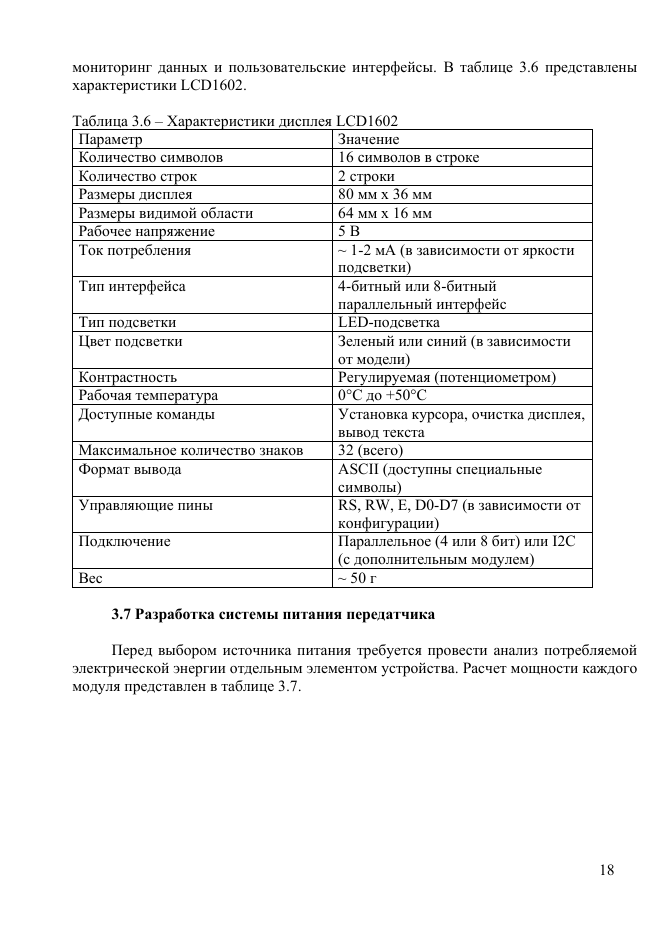 мониторинг данных и пользовательские интерфейсы. В таблице 3.6 представлены
характеристики LCD1602.
Таблица 3.6 – Характеристики дисплея LCD1602
Параметр Значение
Количество символов 16 символов в строке
Количество строк 2 строки
Размеры дисплея 80 мм x 36 мм
Размеры видимой области 64 мм x 16 мм
Рабочее напряжение 5 В
Ток потребления ~ 1-2 мА (в зависимости от яркости
подсветки)
Тип интерфейса 4-битный или 8-битный
параллельный интерфейс
Тип подсветки LED-подсветка
Цвет подсветки Зеленый или синий (в зависимости
от модели)
Контрастность Регулируемая (потенциометром)
Рабочая температура 0°C до +50°C
Доступные команды Установка курсора, очистка дисплея,
вывод текста
Максимальное количество знаков 32 (всего)
Формат вывода ASCII (доступны специальные
символы)
Управляющие пины RS, RW, E, D0-D7 (в зависимости от
конфигурации)
Подключение Параллельное (4 или 8 бит) или I2C
(с дополнительным модулем)
Вес ~ 50 г
3.7 Разработка системы питания передатчика
Перед выбором источника питания требуется провести анализ потребляемой
электрической энергии отдельным элементом устройства. Расчет мощности каждого
модуля представлен в таблице 3.7.
18